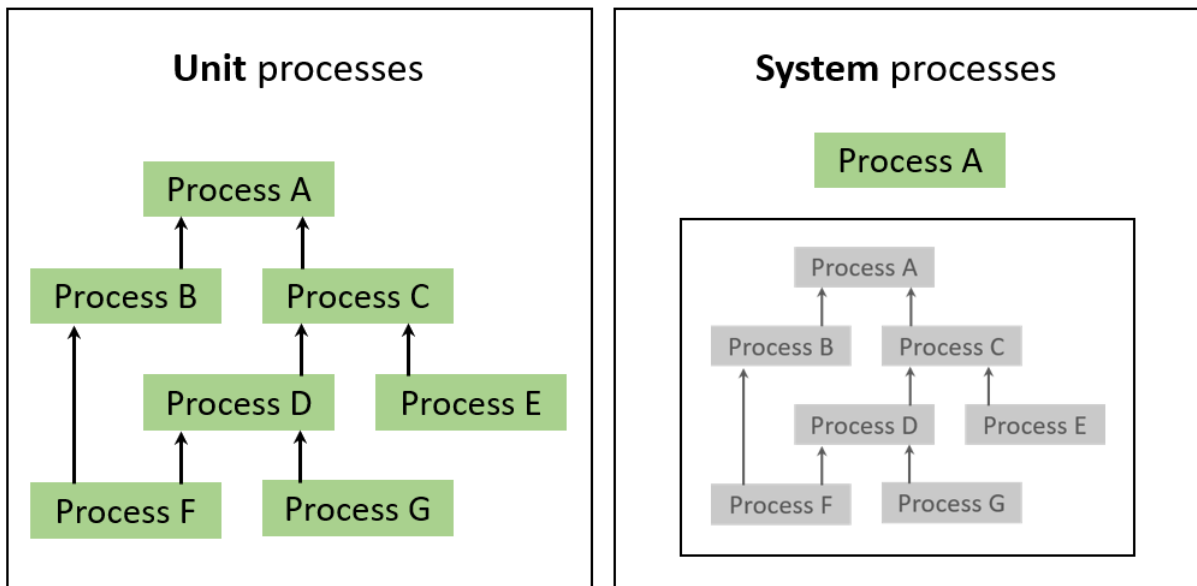 Unit processes
Process A
Process B
Process C
Process D
Process E
Process F
Process G
System processes
Process A
Process A
Process B
Process C
Process D
Process E
Process F
Process G